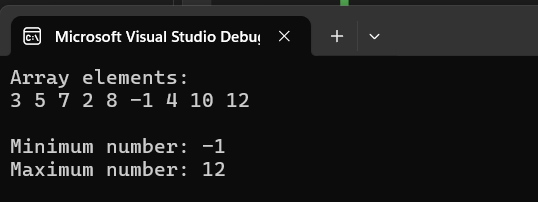 Microsoft Visual Studio Debug
Array elements:
3 5 7 2 8 -1 4 10 12
Minimum number: -1
Maximum number: 12